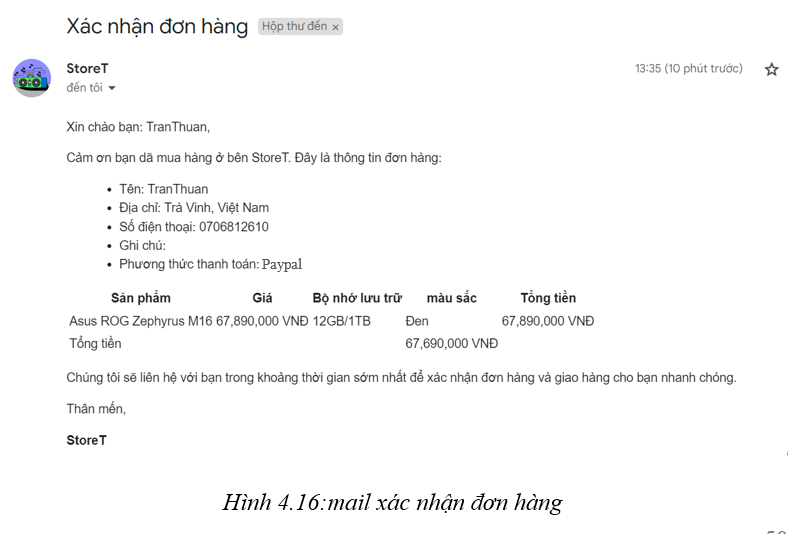 Xác nhận đơn hàng Hộp thư đến ×
StoreT 13:35 (10 phút trước)
đến tôi
Xin chào bạn: TranThuan,
Cảm ơn bạn dã mua hàng ở bên StoreT. Đây là thông tin đơn hàng:
• Tên: TranThuan
• Địa chỉ: Trà Vinh, Việt Nam
• Số điện thoại: 0706812610
• Ghi chú:
• Phương thức thanh toán: Paypal
Sản phẩm Giá Bộ nhớ lưu trữ màu sắc Tổng tiền
Asus ROG Zephyrus M16 67,890,000 VNĐ 12GB/1TB Đen 67,890,000 VNĐ
Tổng tiền 67,690,000 VNĐ
Chúng tôi sẽ liên hệ với bạn trong khoảng thời gian sớm nhất để xác nhận đơn hàng và giao hàng cho bạn nhanh chóng.
Thân mến,
StoreT
Hình 4.16:mail xác nhận đơn hàng